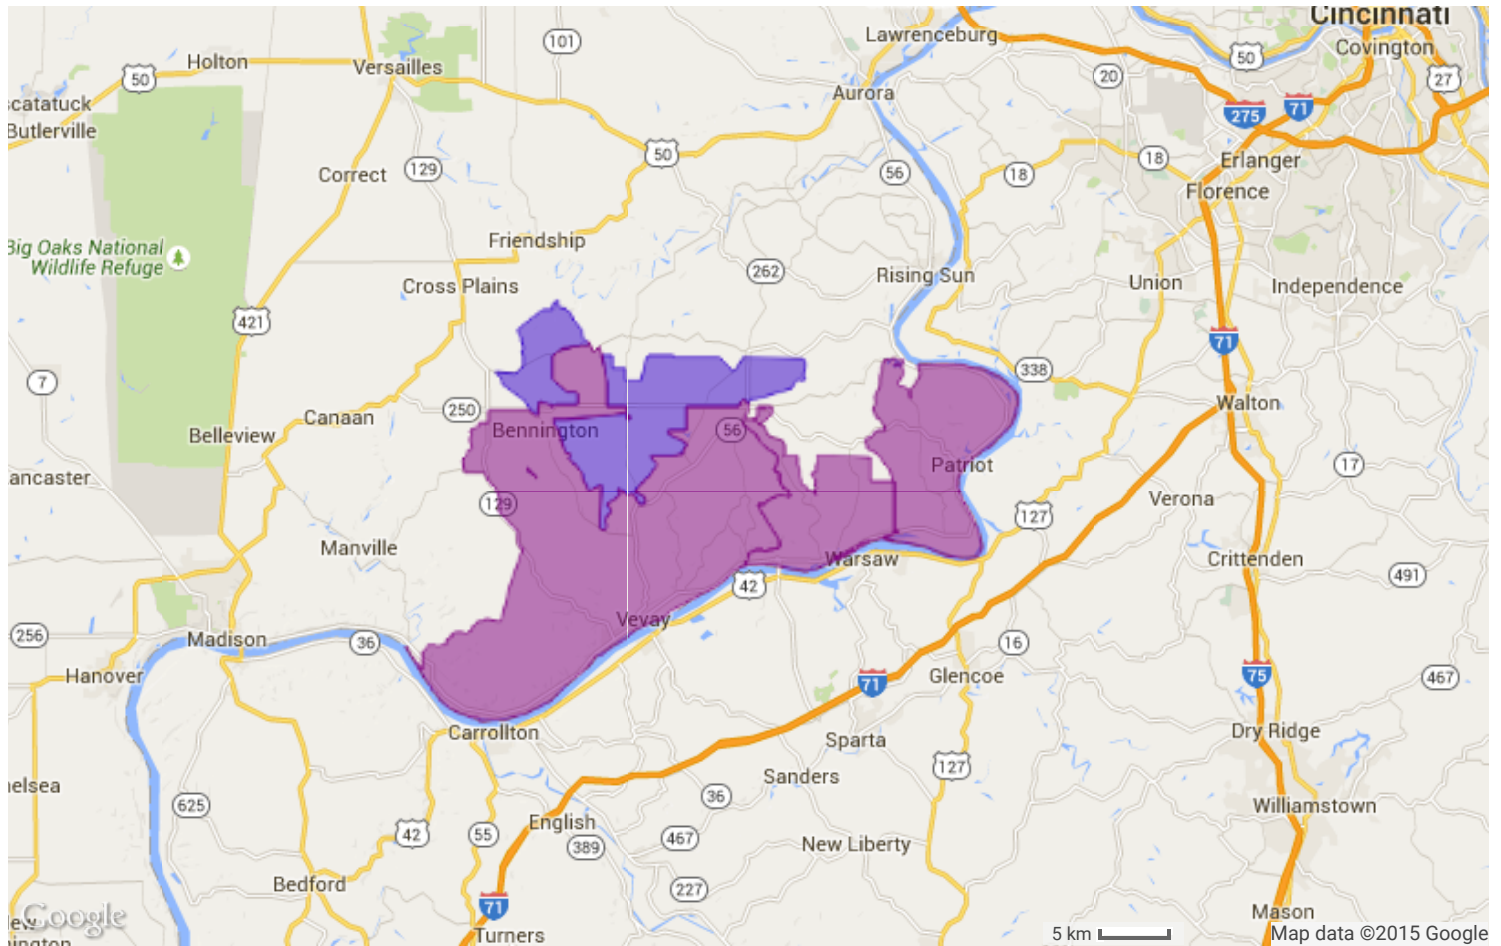 Cincinnati
Lawrenceburg
101
Covington
50
Holton
Versailles
50
20
27
Aurora
71
scatatuck
275
Butlerville
50
18
Erlanger
129
56
18
Correct
Florence
Friendship
Big Oaks National
Wildlife Refuge
262
Rising Sun
Cross Plains
Union
Independence
421
71
338
7
250
Canaan
Walton
Belleview
Bennington
56
Patriot
17
ancaster
129
Verona
127
Manville
Warsaw
Crittenden
42
491
Vevay
256
Madison
36
16
Hanover
71
Glencoe
75
467
Carrollton
Sparta
Dry Ridge
127
Sanders
helsea
36
625
Williamstown
English
42
55
467
389
New Liberty
Bedford
227
71
Google
ew
ington
Turners
Mason
5 km
Map data ©2015 Google